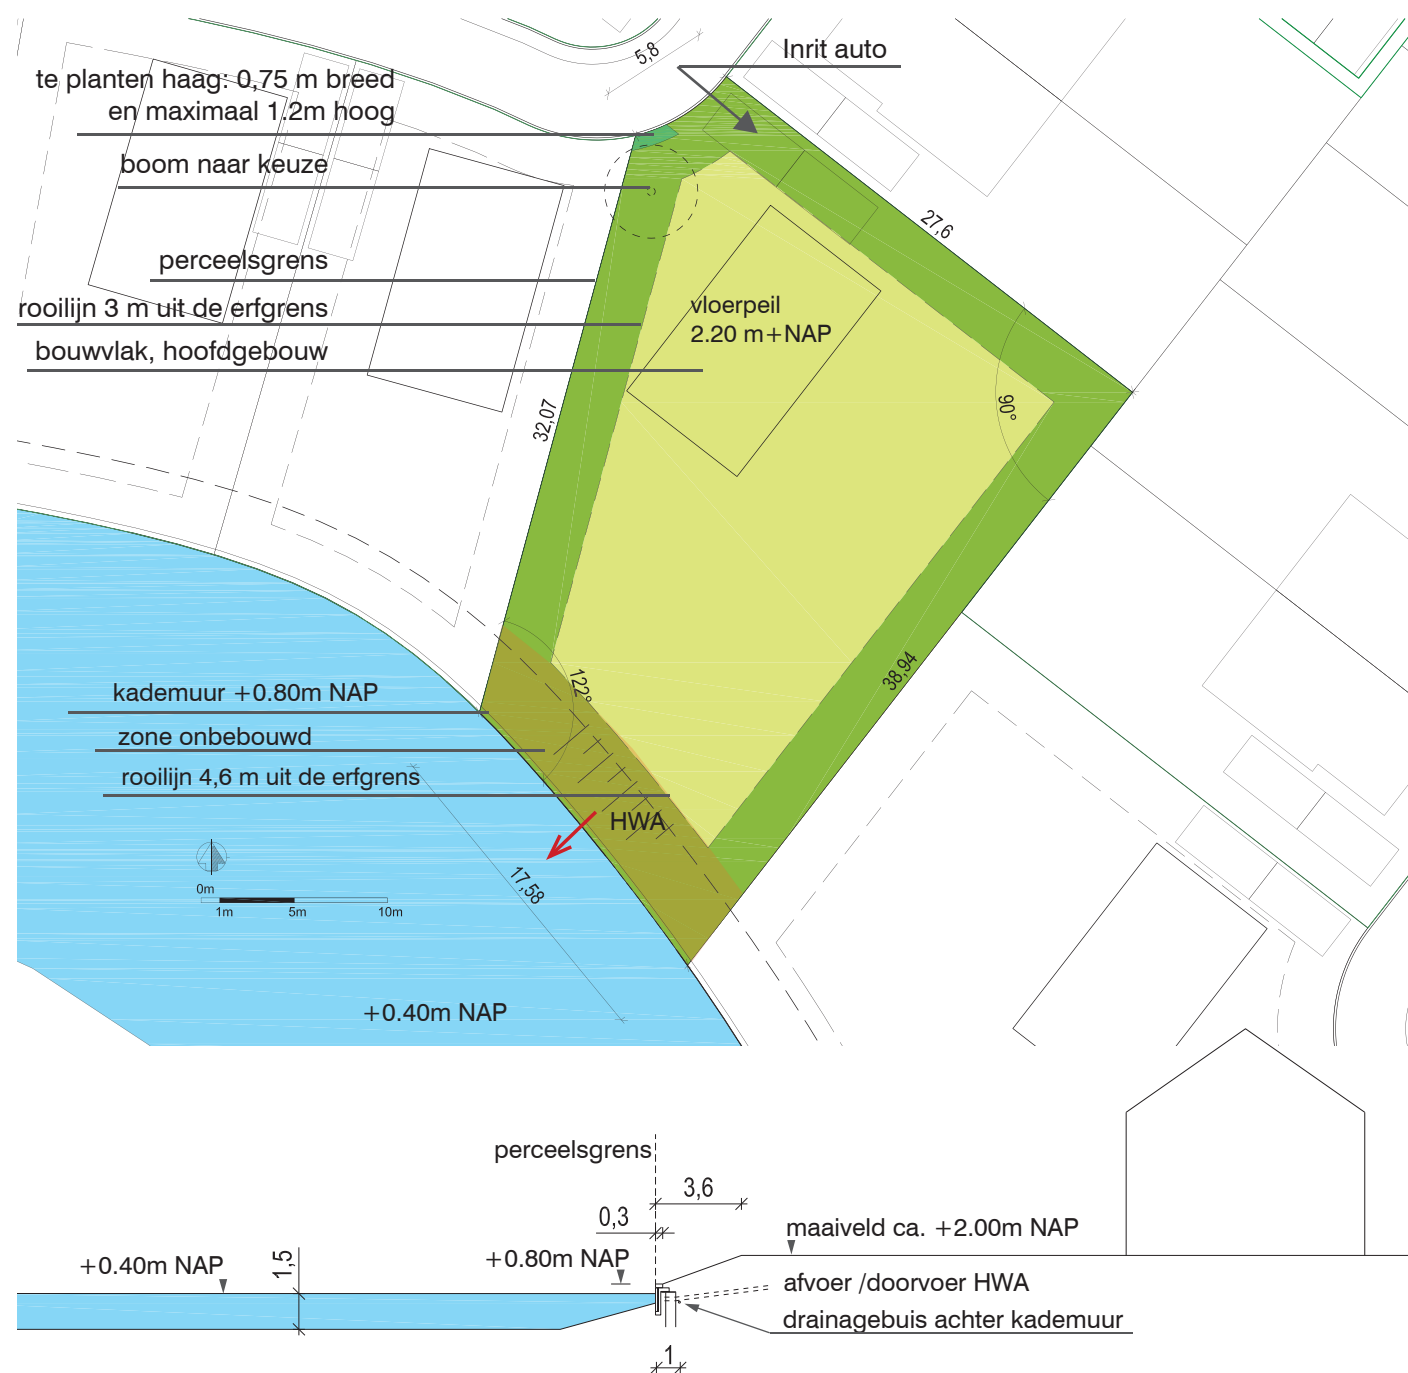 5,8
Inrit auto
te planten haag: 0,75 m breed
en maximaal 1.2m hoog
boom naar keuze
27,6
perceelsgrens
rooilijn 3 m uit de erfgrens
vloerpeil
2.20 m+NAP
bouwvlak, hoofdgebouw
90°
32,07
38,94
122°
kademuur +0.80m NAP
zone onbebouwd
rooilijn 4,6 m uit de erfgrens
HWA
17,58
0m
1m 5m 10m
+0.40m NAP
perceelsgrens
3,6
0,3
maaiveld ca. +2.00m NAP
+0.80m NAP
+0.40m NAP
1,5
afvoer /doorvoer HWA
drainagebuis achter kademuur
1